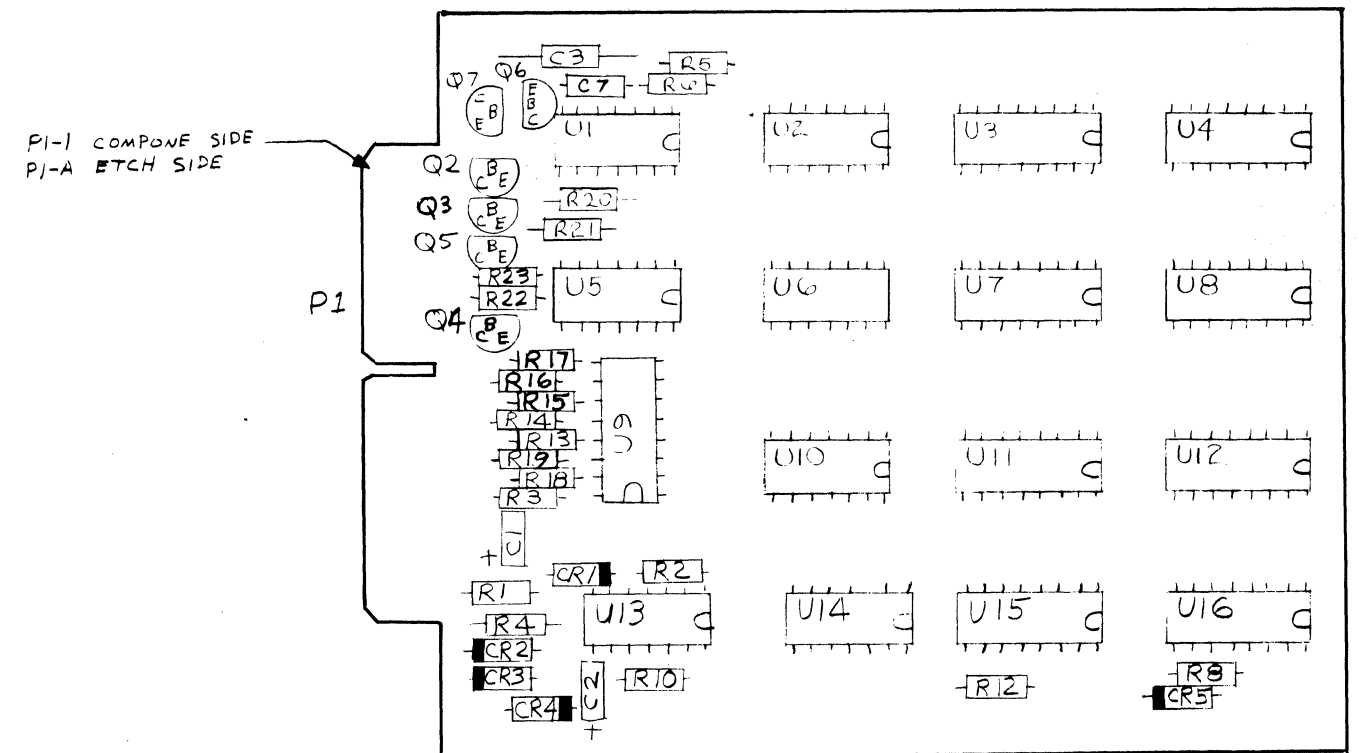 C3
R5
Q7 Q6
C7 R6
C B E
E B C
U1 U2 U3 U4
P1-1 COMPONE SIDE
P1-A ETCH SIDE
Q2 C B E
R20
Q3 C B E
R21
Q5 C B E
R23
R22
U5 U6 U7 U8
P1
Q4 C B E
R17
R16
R15
R14
R13
R19
R18
R3
U9
U10 U11 U12
+ C1
CR1 R2
R1
R4
U13 U14 U15 U16
CR2
CR3
CR4
C2 +
R10
R12
R8
CR5